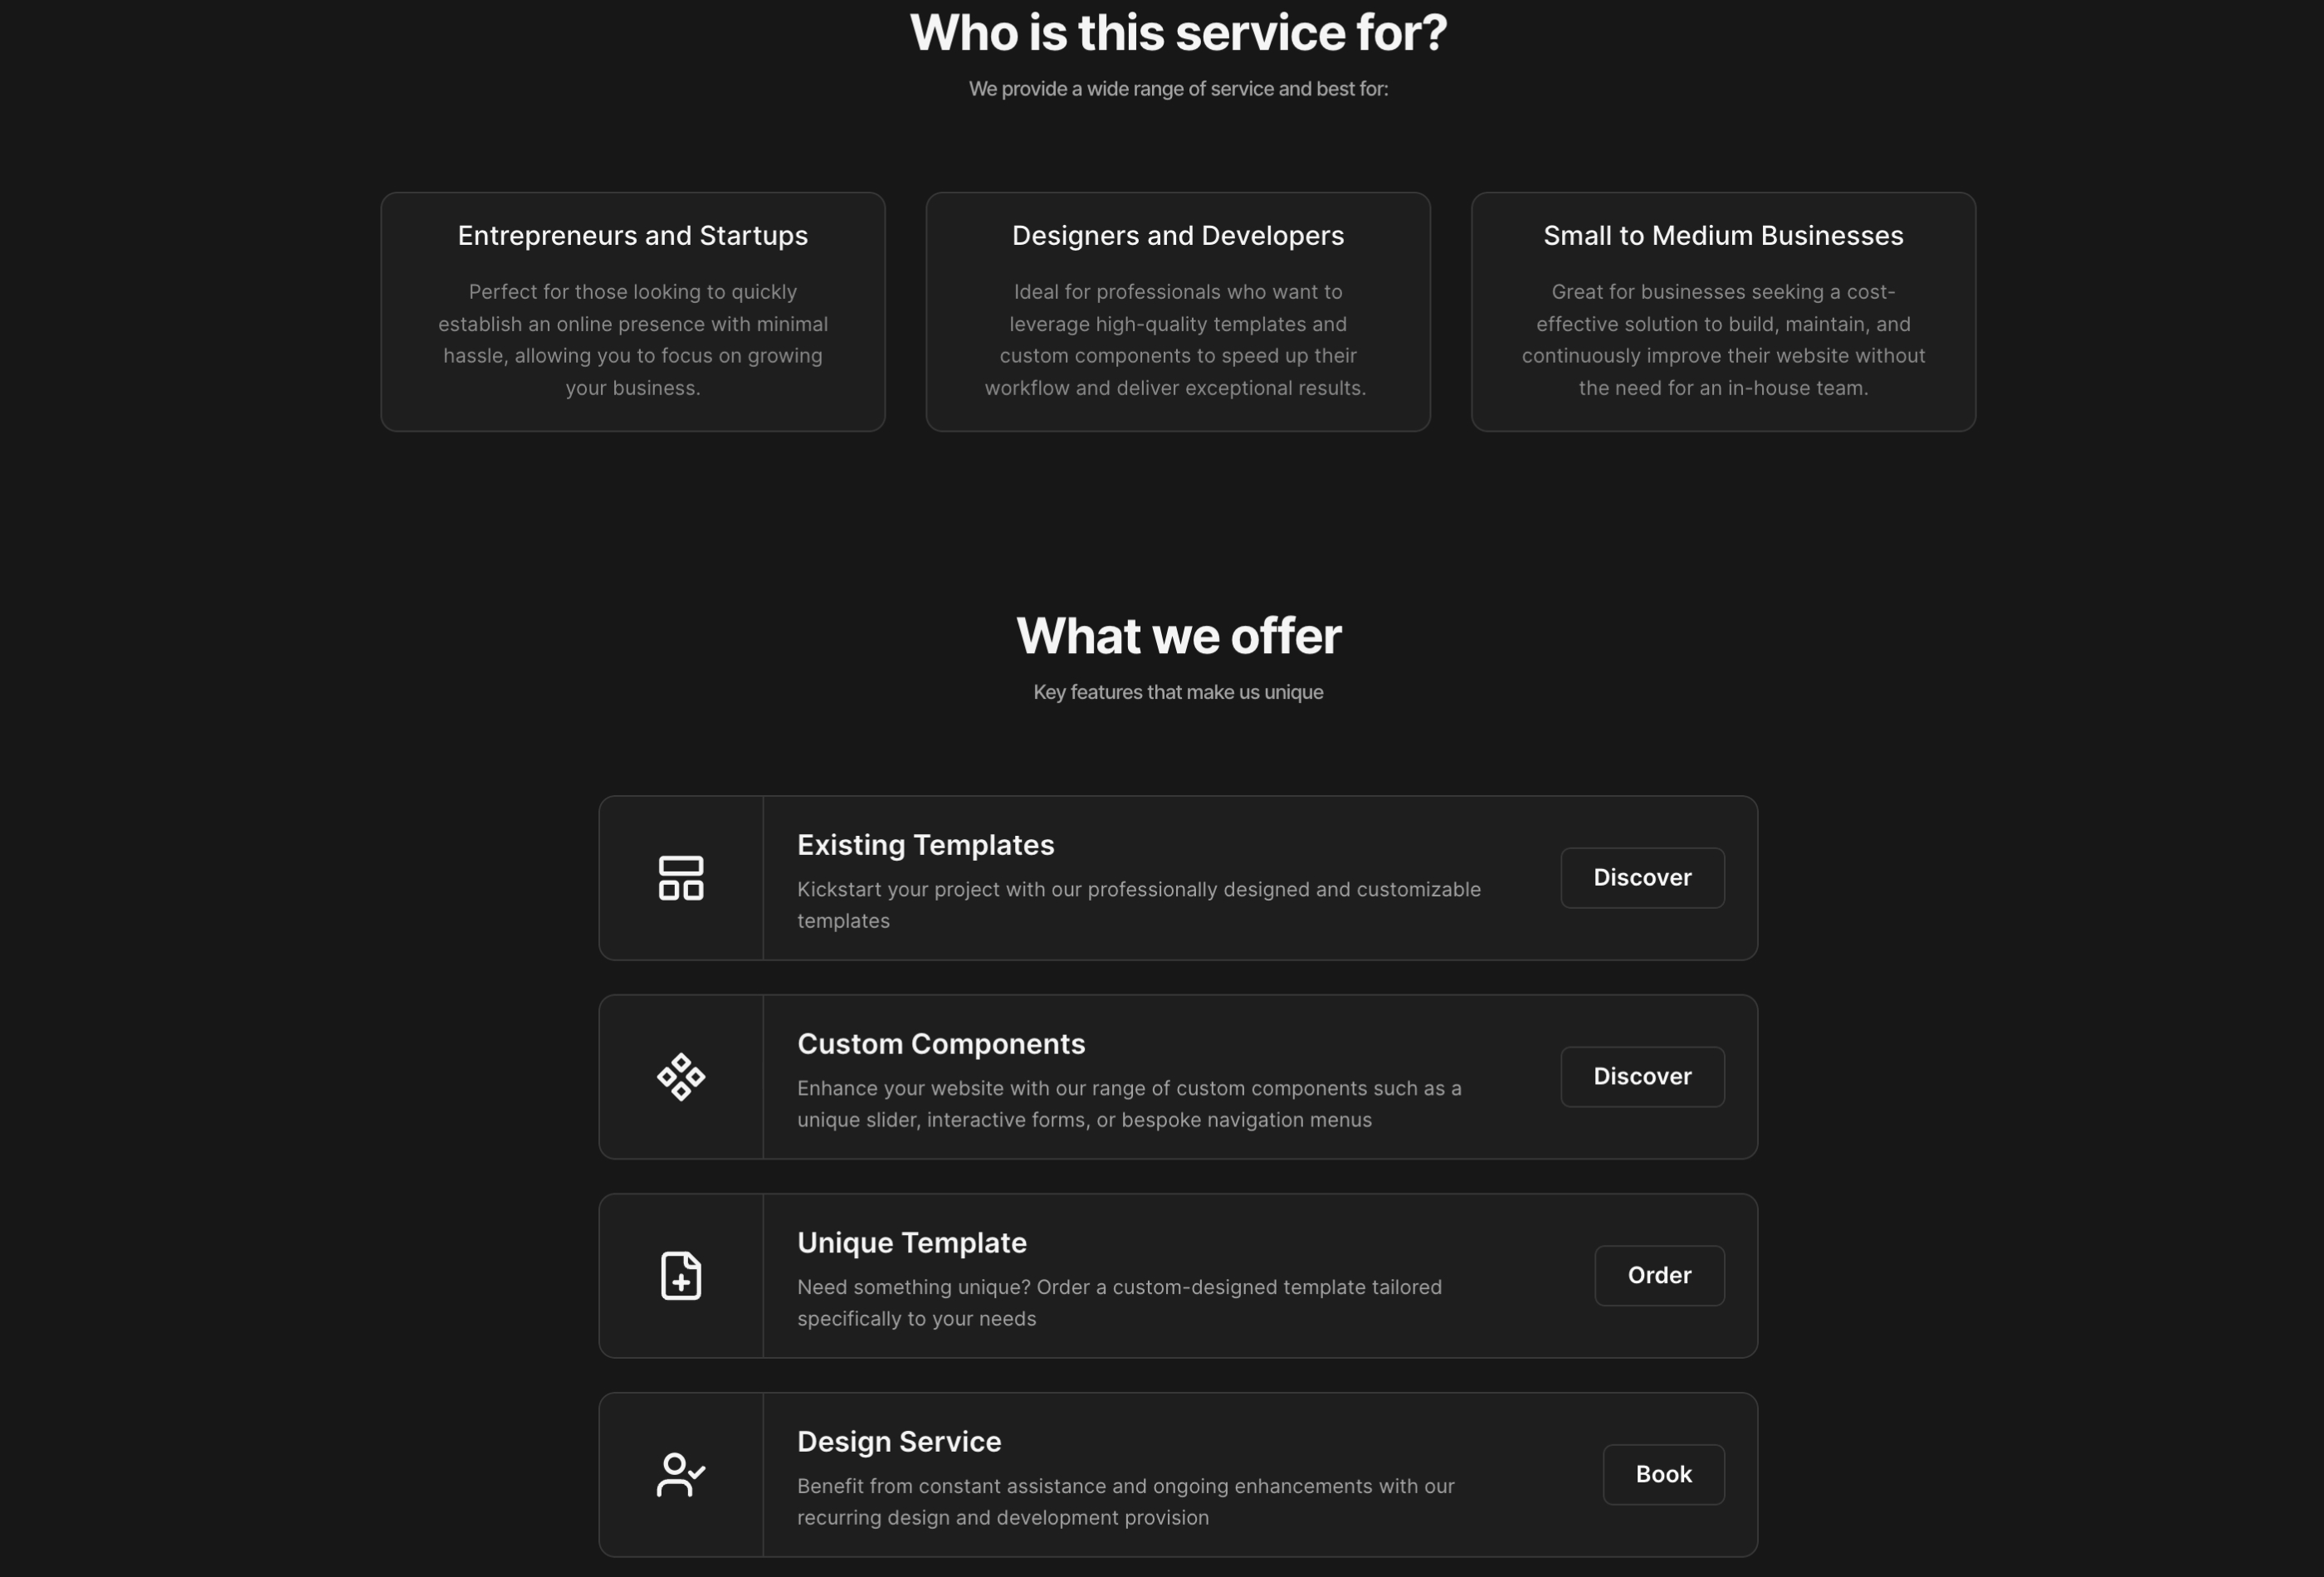 Who is this service for?
We provide a wide range of service and best for:
Entrepreneurs and Startups
Perfect for those looking to quickly
establish an online presence with minimal
hassle, allowing you to focus on growing
your business.
Designers and Developers
Ideal for professionals who want to
leverage high-quality templates and
custom components to speed up their
workflow and deliver exceptional results.
Small to Medium Businesses
Great for businesses seeking a cost-
effective solution to build, maintain, and
continuously improve their website without
the need for an in-house team.
What we offer
Key features that make us unique
Existing Templates
Kickstart your project with our professionally designed and customizable
templates
Discover
Custom Components
Enhance your website with our range of custom components such as a
unique slider, interactive forms, or bespoke navigation menus
Discover
Unique Template
Need something unique? Order a custom-designed template tailored
specifically to your needs
Order
Design Service
Benefit from constant assistance and ongoing enhancements with our
recurring design and development provision
Book